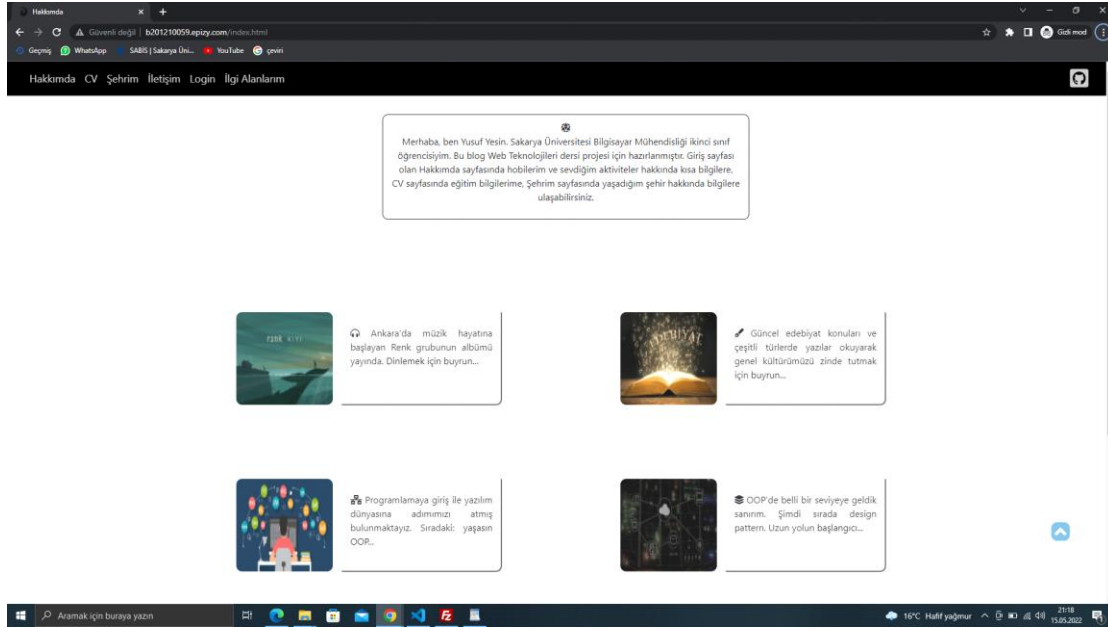 Hakkımda
Güvenli değil | b201210059.epizy.com/index.html
Gizli mod
Geçmiş WhatsApp SABİS | Sakarya Üni... YouTube çeviri
Hakkımda CV Şehrim İletişim Login İlgi Alanlarım
Merhaba, ben Yusuf Yesin. Sakarya Üniversitesi Bilgisayar Mühendisliği ikinci sınıf
öğrencisiyim. Bu blog Web Teknolojileri dersi projesi için hazırlanmıştır. Giriş sayfası
olan Hakkımda sayfasında hobilerim ve sevdiğim aktiviteler hakkında kısa bilgilere,
CV sayfasında eğitim bilgilerime, Şehrim sayfasında yaşadığım şehir hakkında bilgilere
ulaşabilirsiniz.
RENK
Ankara'da müzik hayatına
başlayan Renk grubunun albümü
yayında. Dinlemek için buyrun...
EDEBİYAT
Güncel edebiyat konuları ve
çeşitli türlerde yazılar okuyarak
genel kültürümüzü zinde tutmak
için buyrun...
Programlamaya giriş ile yazılım
dünyasına adımımızı atmış
bulunmaktayız. Sıradaki: yaşasın
OOP...
OOP'de belli bir seviyeye geldik
sanırım. Şimdi sırada design
pattern. Uzun yolun başlangıcı...
Aramak için buraya yazın
16°C Hafif yağmur
21:18
15.05.2022